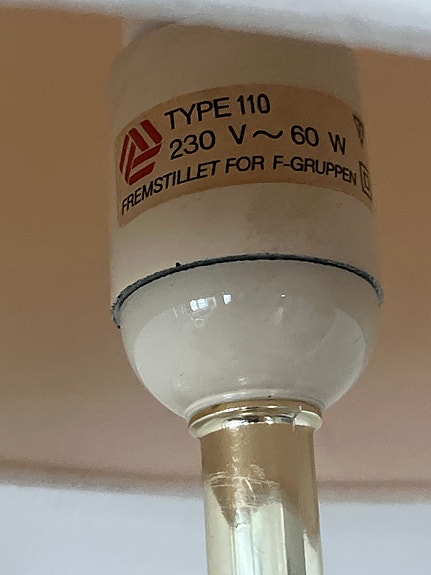 TYPE 110
230 V~ 60 W
FREMSTILLET FOR F-GRUPPEN